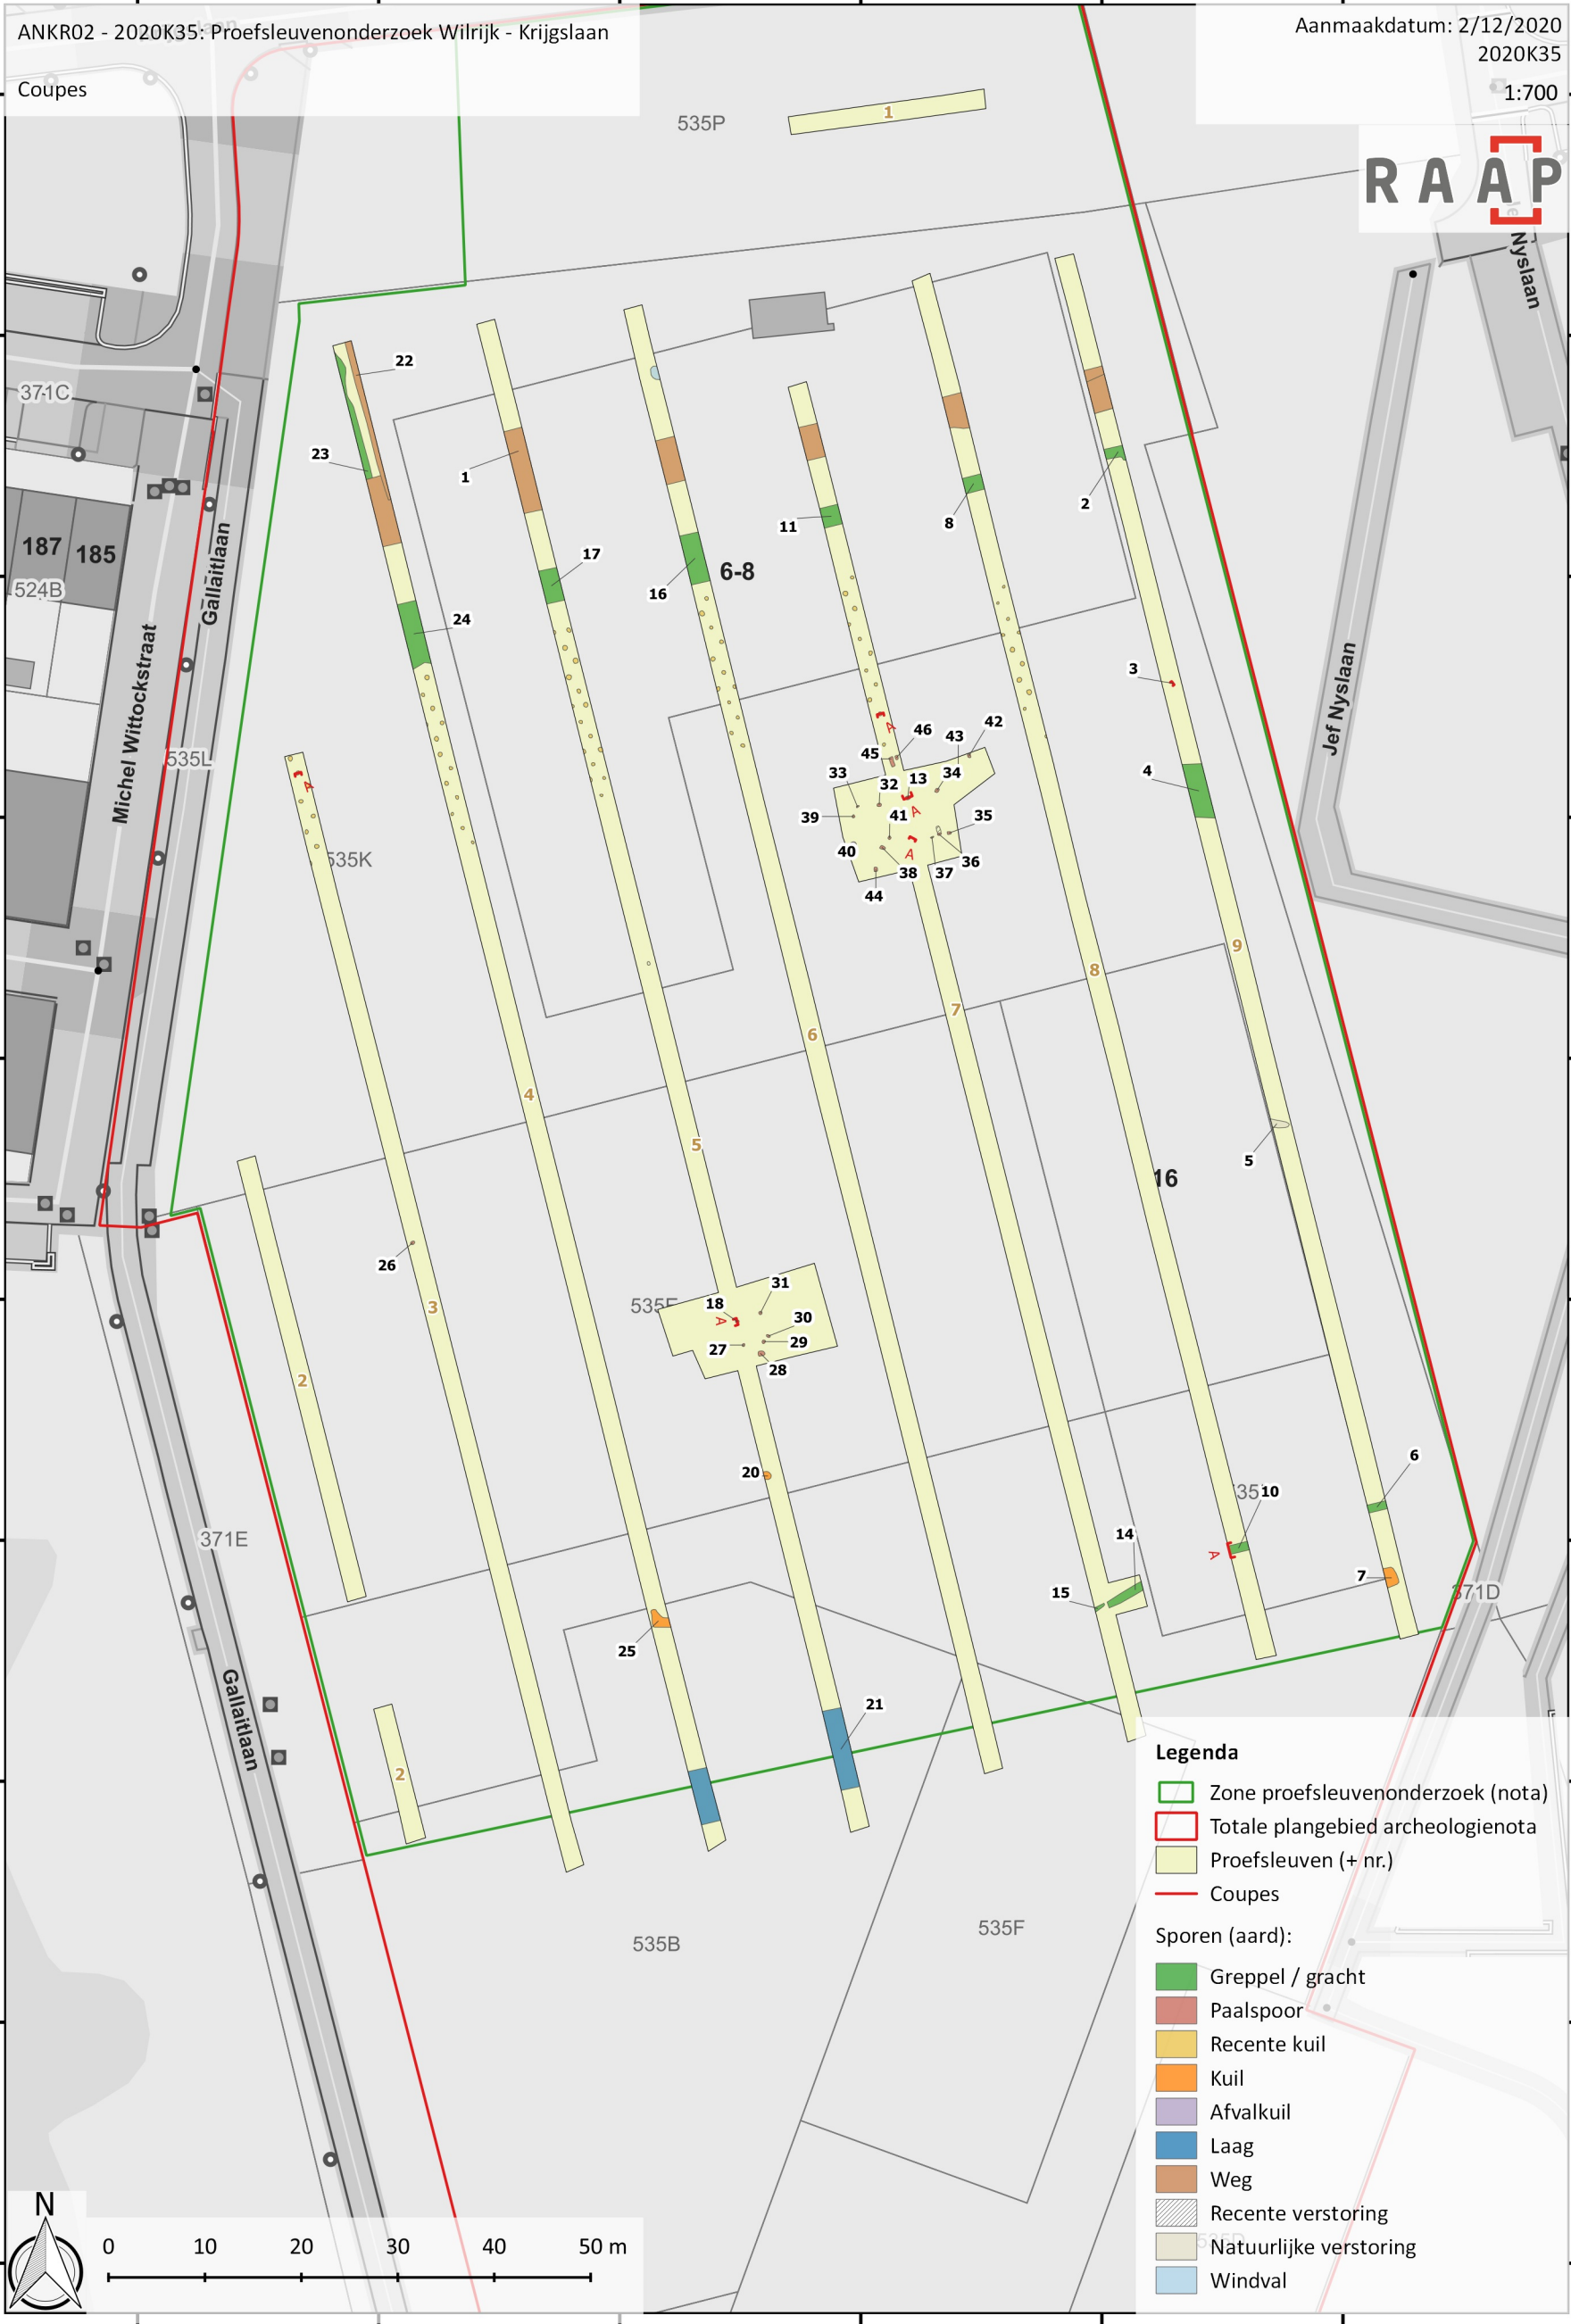 ANKR02 - 2020K35: Proefsleuvenonderzoek Wilrijk - Krijgslaan
Coupes
Aanmaakdatum: 2/12/2020
2020K35
1:700
RAAP
535P
1
Nyslaan
371C
22
23
1
187
185
524B
Gallaitlaan
17
16
6-8
11
8
2
24
Michel Wittockstraat
535L
Jef Nyslaan
3
4
46
42
43
45
A
33
32
13
34
A
39
41
35
40
A
38
37
36
44
535K
A
9
8
7
6
4
5
16
5
26
3
31
18
A
30
27
29
28
2
20
6
10
A
14
15
7
371D
371E
25
Gallaitlaan
21
2
535B
535F
Legenda
Zone proefsleuvenonderzoek (nota)
Totale plangebied archeologienota
Proefsleuven (+ nr.)
Coupes
Sporen (aard):
Greppel / gracht
Paalspoor
Recente kuil
Kuil
Afvalkuil
Laag
Weg
Recente verstoring
Natuurlijke verstoring
Windval
N
0 10 20 30 40 50 m